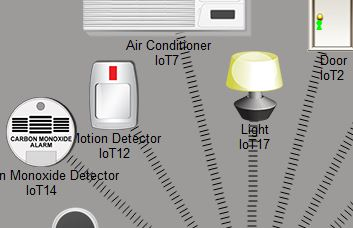 Air Conditioner
IoT7
Door
IoT2
Light
IoT17
CARBON MONOXIDE
ALARM
Motion Detector
IoT12
n Monoxide Detector
IoT14